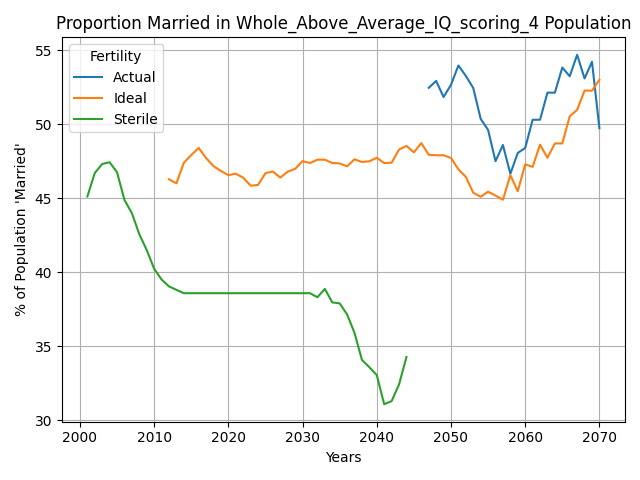 Proportion Married in Whole_Above_Average_IQ_scoring_4 Population
% of Population 'Married'
55
50
45
40
35
30
Fertility
Actual
Ideal
Sterile
2000 2010 2020 2030 2040 2050 2060 2070
Years